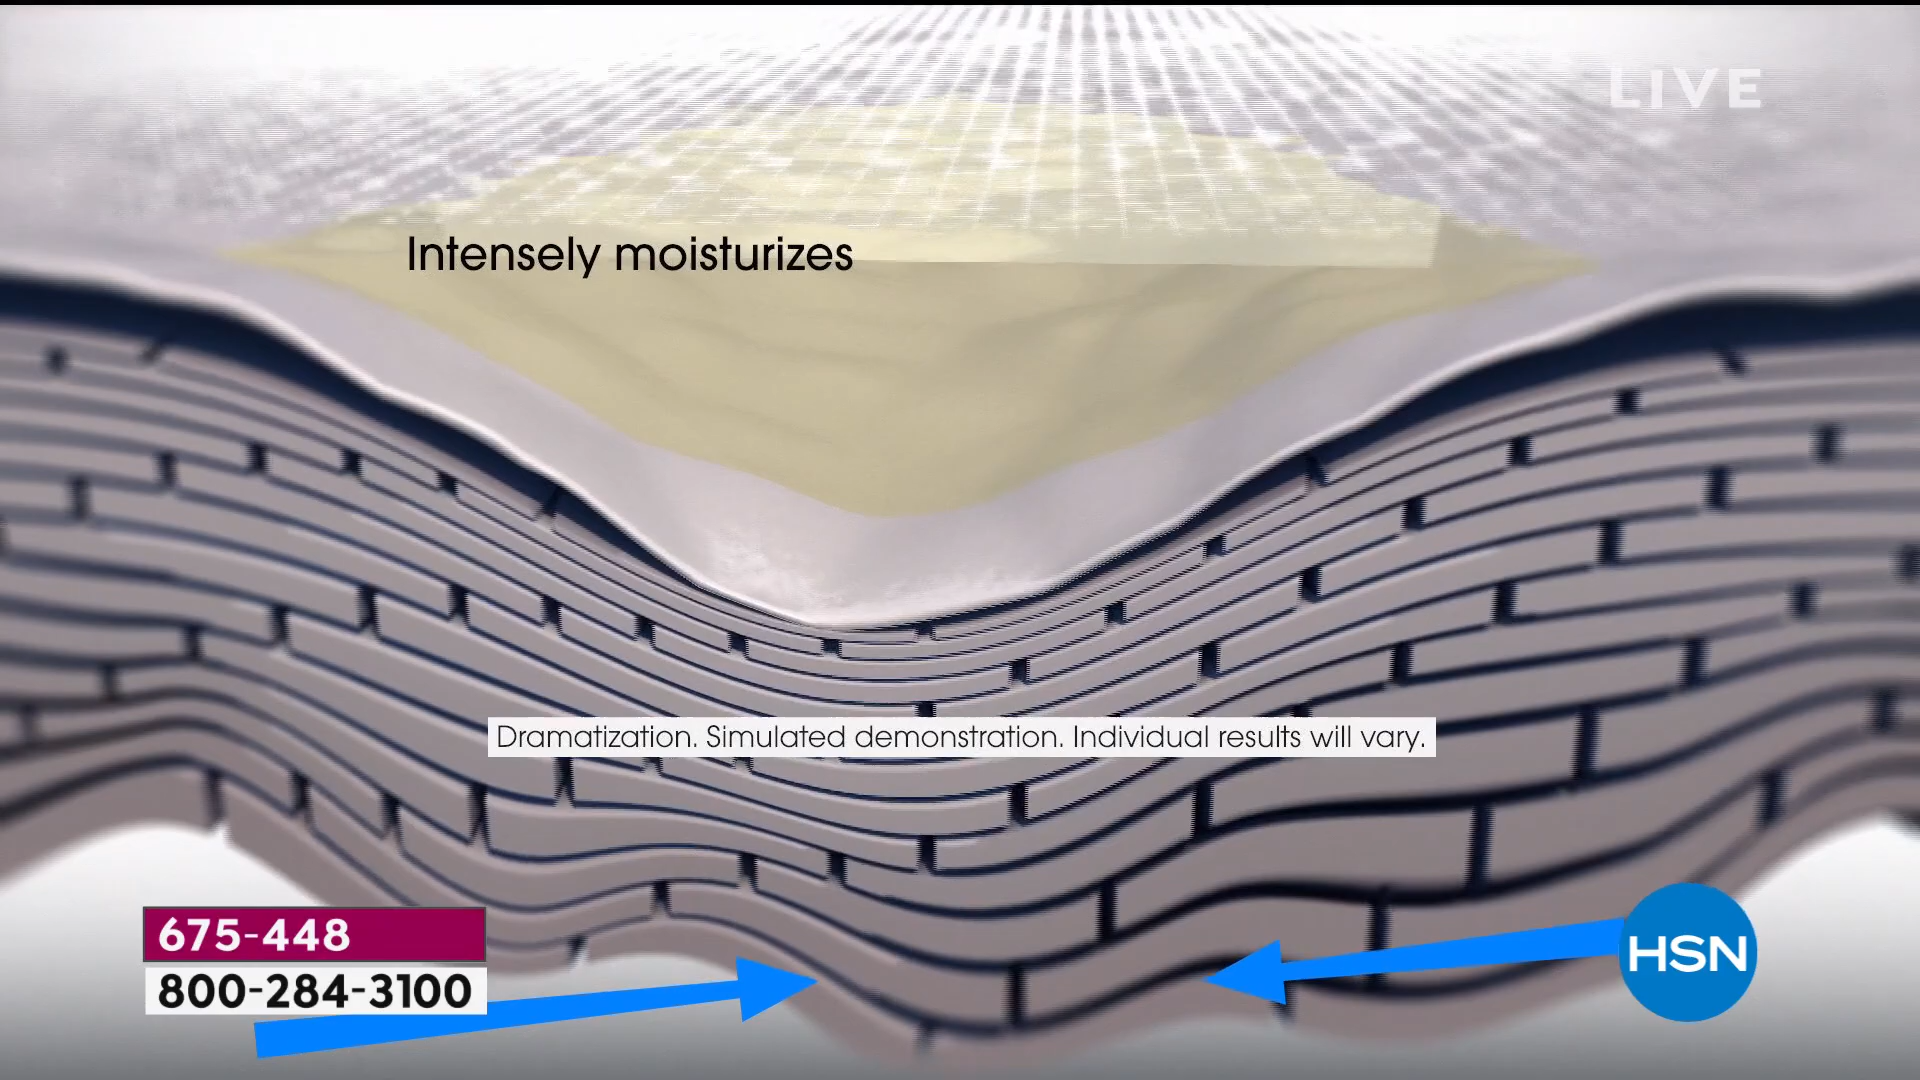 LIVE
Intensely moisturizes
Dramatization. Simulated demonstration. Individual results will vary.
675-448
800-284-3100
HSN